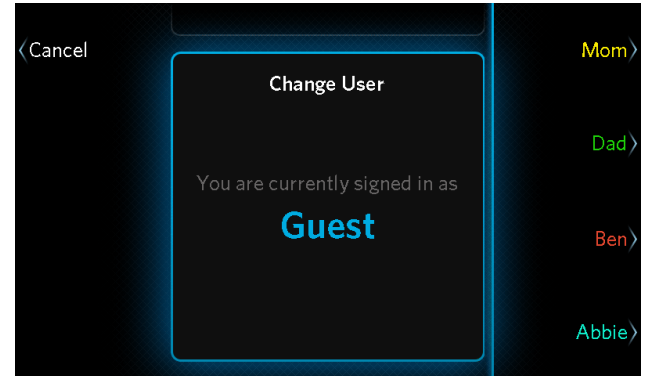 Cancel
Change User
You are currently signed in as
Guest
Mom
Dad
Ben
Abbie